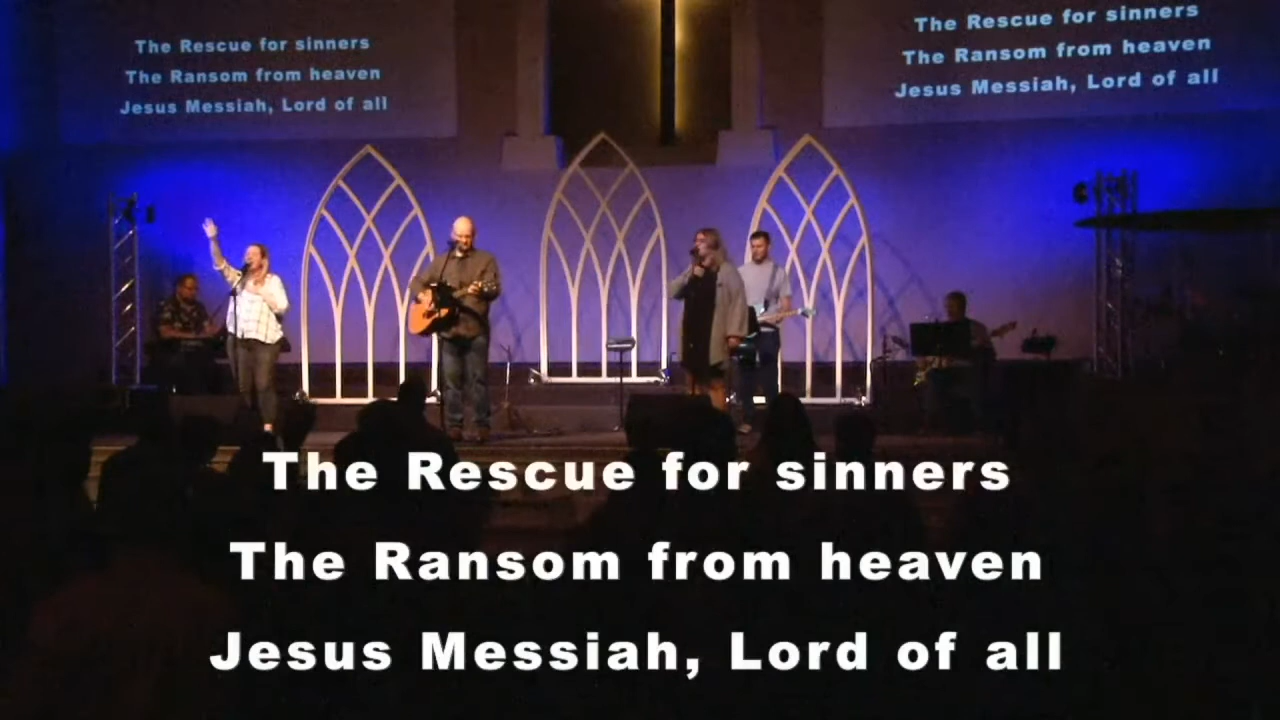 The Rescue for sinners
The Ransom from heaven
Jesus Messiah, Lord of all
The Rescue for sinners
The Ransom from heaven
Jesus Messiah, Lord of all
The Rescue for sinners
The Ransom from heaven
Jesus Messiah, Lord of all